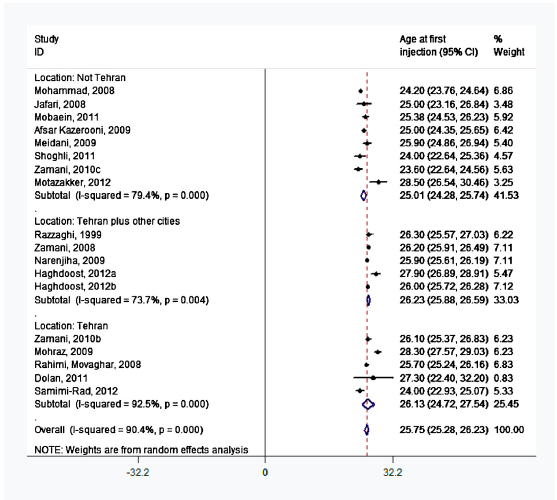 Study Age at first %
ID injection (95% CI) Weight
Location: Not Tehran
Mohammad, 2008 24.20 (23.76, 24.64) 6.86
Jafari, 2008 25.00 (23.16, 26.84) 3.48
Mobaein, 2011 25.38 (24.53, 26.23) 5.92
Afsar Kazerooni, 2009 25.00 (24.35, 25.65) 6.42
Meidani, 2009 25.90 (24.86, 26.94) 5.40
Shoghli, 2011 24.00 (22.64, 25.36) 4.57
Zamani, 2010c 23.60 (22.64, 24.56) 5.63
Motazakker, 2012 28.50 (26.54, 30.46) 3.25
Subtotal (I-squared = 79.4%, p = 0.000) 25.01 (24.28, 25.74) 41.53
.
Location: Tehran plus other cities
Razzaghi, 1999 26.30 (25.57, 27.03) 6.22
Zamani, 2008 26.20 (25.91, 26.49) 7.11
Narenjiha, 2009 25.90 (25.61, 26.19) 7.11
Haghdoost, 2012a 27.90 (26.89, 28.91) 5.47
Haghdoost, 2012b 26.00 (25.72, 26.28) 7.12
Subtotal (I-squared = 73.7%, p = 0.004) 26.23 (25.88, 26.59) 33.03
.
Location: Tehran
Zamani, 2010b 26.10 (25.37, 26.83) 6.23
Mohraz, 2009 28.30 (27.57, 29.03) 6.23
Rahimi, Movaghar, 2008 25.70 (25.24, 26.16) 6.83
Dolan, 2011 27.30 (22.40, 32.20) 0.83
Samimi-Rad, 2012 24.00 (22.93, 25.07) 5.33
Subtotal (I-squared = 92.5%, p = 0.000) 26.13 (24.72, 27.54) 25.45
.
Overall (I-squared = 90.4%, p = 0.000) 25.75 (25.28, 26.23) 100.00
NOTE: Weights are from random effects analysis
-32.2 0 32.2